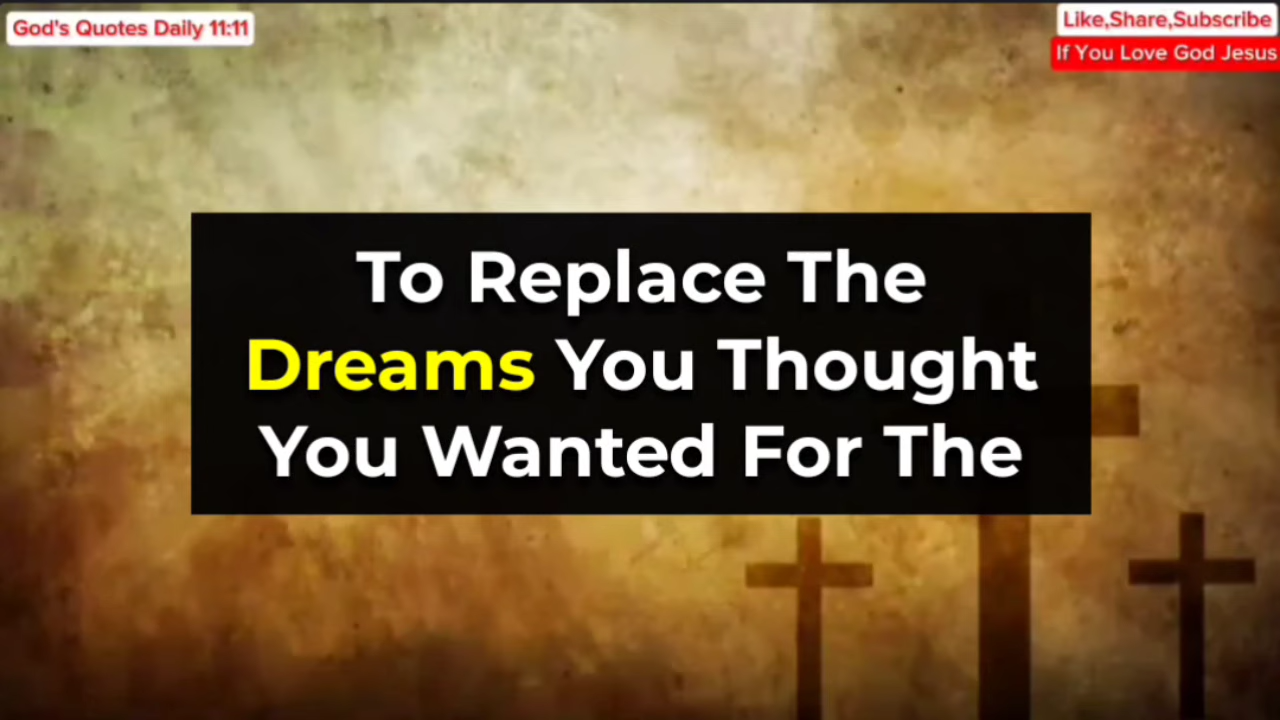 God's Quotes Daily 11:11
Like,Share,Subscribe
If You Love God Jesus
To Replace The
Dreams You Thought
You Wanted For The